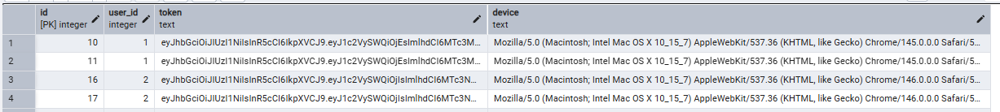 id user_id token device
[PK] integer integer text text
1 10 1 eyJhbGciOiJIUzI1NiIsInR5cCI6IkpXVCJ9.eyJ1c2VySWQiOjEsImlhdCI6MTc3M... Mozilla/5.0 (Macintosh; Intel Mac OS X 10_15_7) AppleWebKit/537.36 (KHTML, like Gecko) Chrome/145.0.0.0 Safari/5...
2 11 1 eyJhbGciOiJIUzI1NiIsInR5cCI6IkpXVCJ9.eyJ1c2VySWQiOjEsImlhdCI6MTc3M... Mozilla/5.0 (Macintosh; Intel Mac OS X 10_15_7) AppleWebKit/537.36 (KHTML, like Gecko) Chrome/145.0.0.0 Safari/5...
3 16 2 eyJhbGciOiJIUzI1NiIsInR5cCI6IkpXVCJ9.eyJ1c2VySWQiOjIsImlhdCI6MTc3N... Mozilla/5.0 (Macintosh; Intel Mac OS X 10_15_7) AppleWebKit/537.36 (KHTML, like Gecko) Chrome/146.0.0.0 Safari/5...
4 17 2 eyJhbGciOiJIUzI1NiIsInR5cCI6IkpXVCJ9.eyJ1c2VySWQiOjIsImlhdCI6MTc3N... Mozilla/5.0 (Macintosh; Intel Mac OS X 10_15_7) AppleWebKit/537.36 (KHTML, like Gecko) Chrome/146.0.0.0 Safari/5...